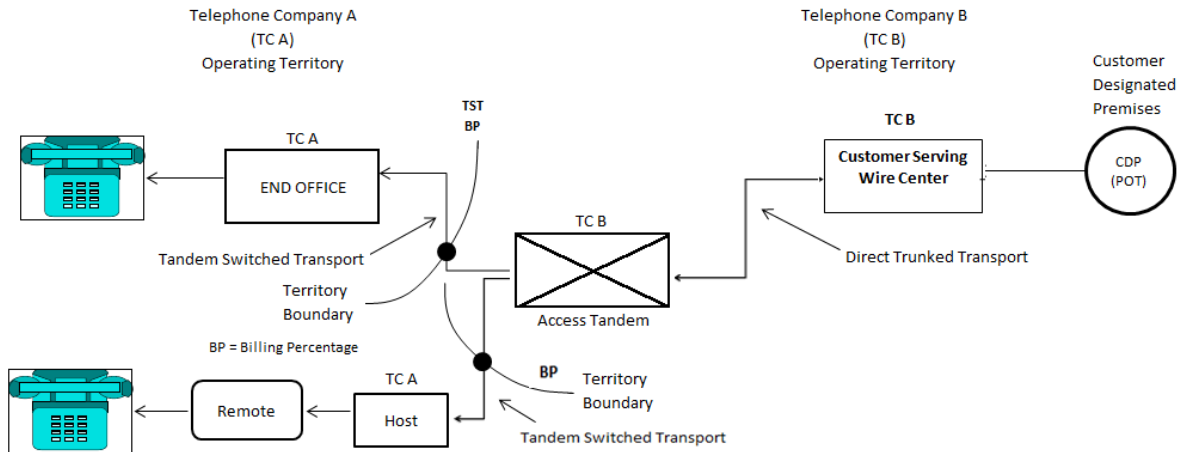 Telephone Company A
(TC A)
Operating Territory
Telephone Company B
(TC B)
Operating Territory
Customer
Designated
Premises
TST
BP
TC A
END OFFICE
TC B
Customer Serving
Wire Center
CDP
(POT)
TC B
Tandem Switched Transport
Direct Trunked Transport
Territory
Boundary
Access Tandem
BP = Billing Percentage
TC A
BP
Territory
Boundary
Remote
Host
Tandem Switched Transport